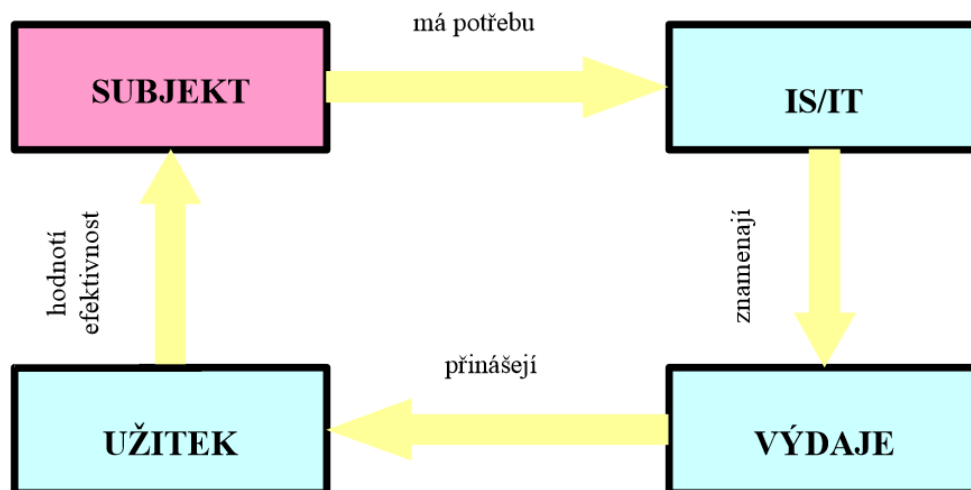 má potřebu
SUBJEKT
IS/IT
hodnotí
efektivnost
znamenají
přinášejí
UŽITEK
VÝDAJE